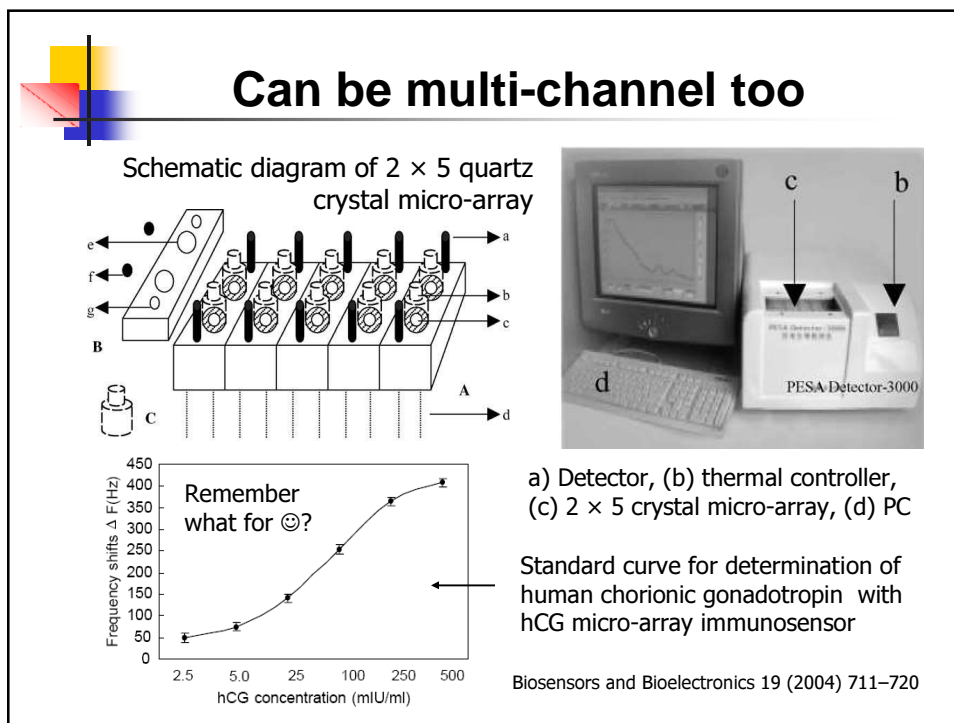 Can be multi-channel too
Schematic diagram of 2 × 5 quartz
crystal micro-array
e
f
g
B
C
a
b
c
A
d
c
b
d
PESA Detector-3000
PESA Detector-3000
450
400
350
300
250
200
150
100
50
0
Frequency shifts Δ F(Hz)
Remember
what for ☺?
2.5 5.0 25 100 250 500
hCG concentration (mIU/ml)
a) Detector, (b) thermal controller,
(c) 2 × 5 crystal micro-array, (d) PC
Standard curve for determination of
human chorionic gonadotropin with
hCG micro-array immunosensor
Biosensors and Bioelectronics 19 (2004) 711–720